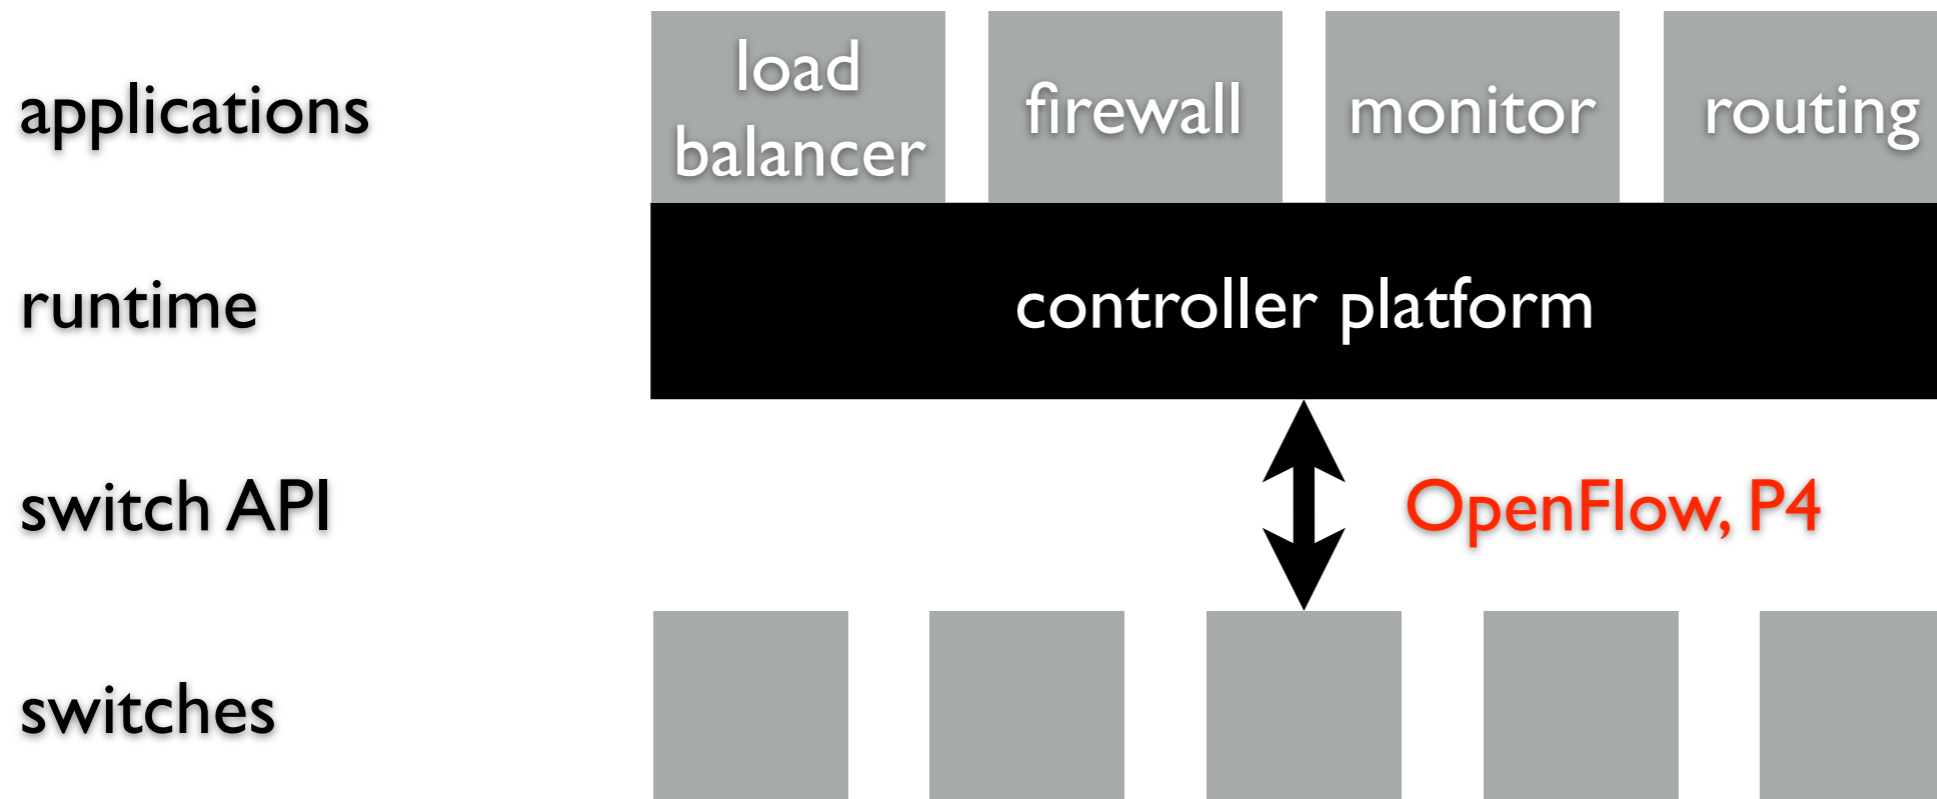 applications
load
balancer
firewall
monitor
routing
runtime
controller platform
switch API
OpenFlow, P4
switches